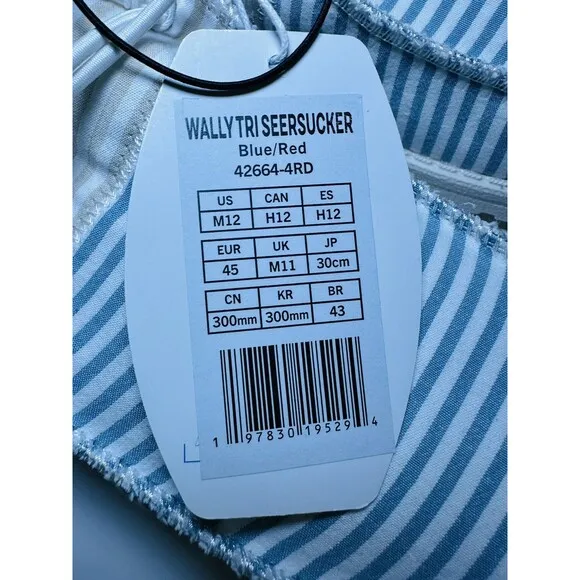 WALLY TRI SEERSUCKER
Blue/Red
42664-4RD
US CAN ES
M12 H12 H12
EUR UK JP
45 M11 30cm
CN KR BR
300mm 300mm 43
1 97830 19529 4